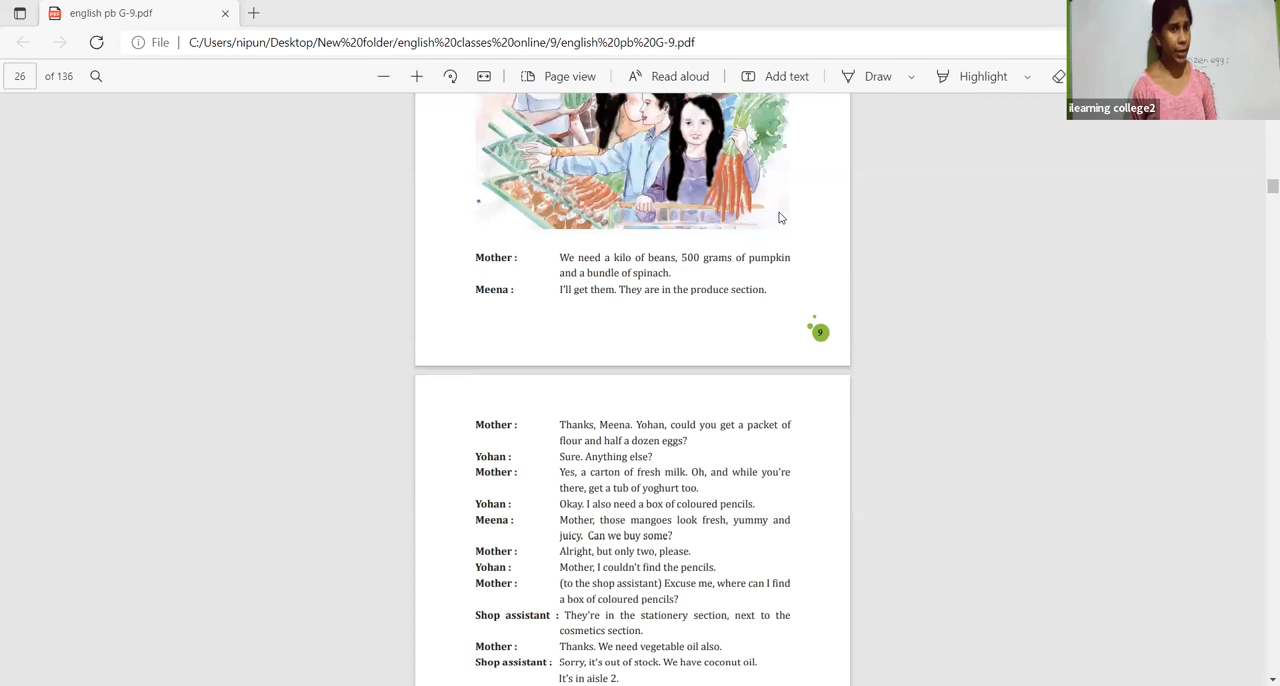 english pb G-9.pdf
File
C:/Users/nipun/Desktop/New%20folder/english%20classes%20online/9/english%20pb%20G-9.pdf
26 of 136
Page view
Read aloud
Add text
Draw
Highlight
zen eggs
ilearning college2
Mother : We need a kilo of beans, 500 grams of pumpkin
and a bundle of spinach.
Meena : I'll get them. They are in the produce section.
9
Mother : Thanks, Meena. Yohan, could you get a packet of
flour and half a dozen eggs?
Yohan : Sure. Anything else?
Mother : Yes, a carton of fresh milk. Oh, and while you're
there, get a tub of yoghurt too.
Yohan : Okay. I also need a box of coloured pencils.
Meena : Mother, those mangoes look fresh, yummy and
juicy. Can we buy some?
Mother : Alright, but only two, please.
Yohan : Mother, I couldn't find the pencils.
Mother : (to the shop assistant) Excuse me, where can I find
a box of coloured pencils?
Shop assistant : They're in the stationery section, next to the
cosmetics section.
Mother : Thanks. We need vegetable oil also.
Shop assistant : Sorry, it's out of stock. We have coconut oil.
It's in aisle 2.